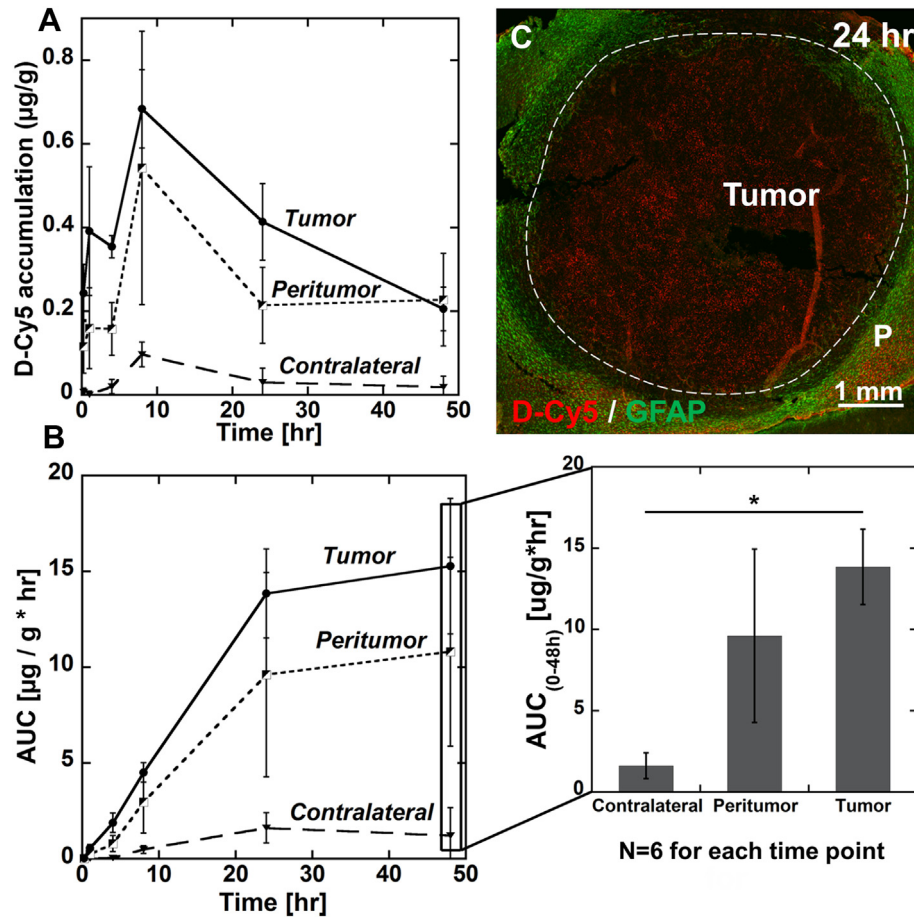 A
D-Cy5 accumulation (µg/g)
0.8
0.6
0.4
0.2
0
Tumor
Peritumor
Contralateral
0 10 20 30 40 50
Time [hr]
C
24 hr
Tumor
P
1 mm
D-Cy5 / GFAP
B
AUC [µg / g * hr]
20
15
10
5
0
Tumor
Peritumor
Contralateral
0 10 20 30 40 50
Time [hr]
AUC(0-48h) [ug/g*hr]
20
15
10
5
0
*
Contralateral Peritumor Tumor
N=6 for each time point